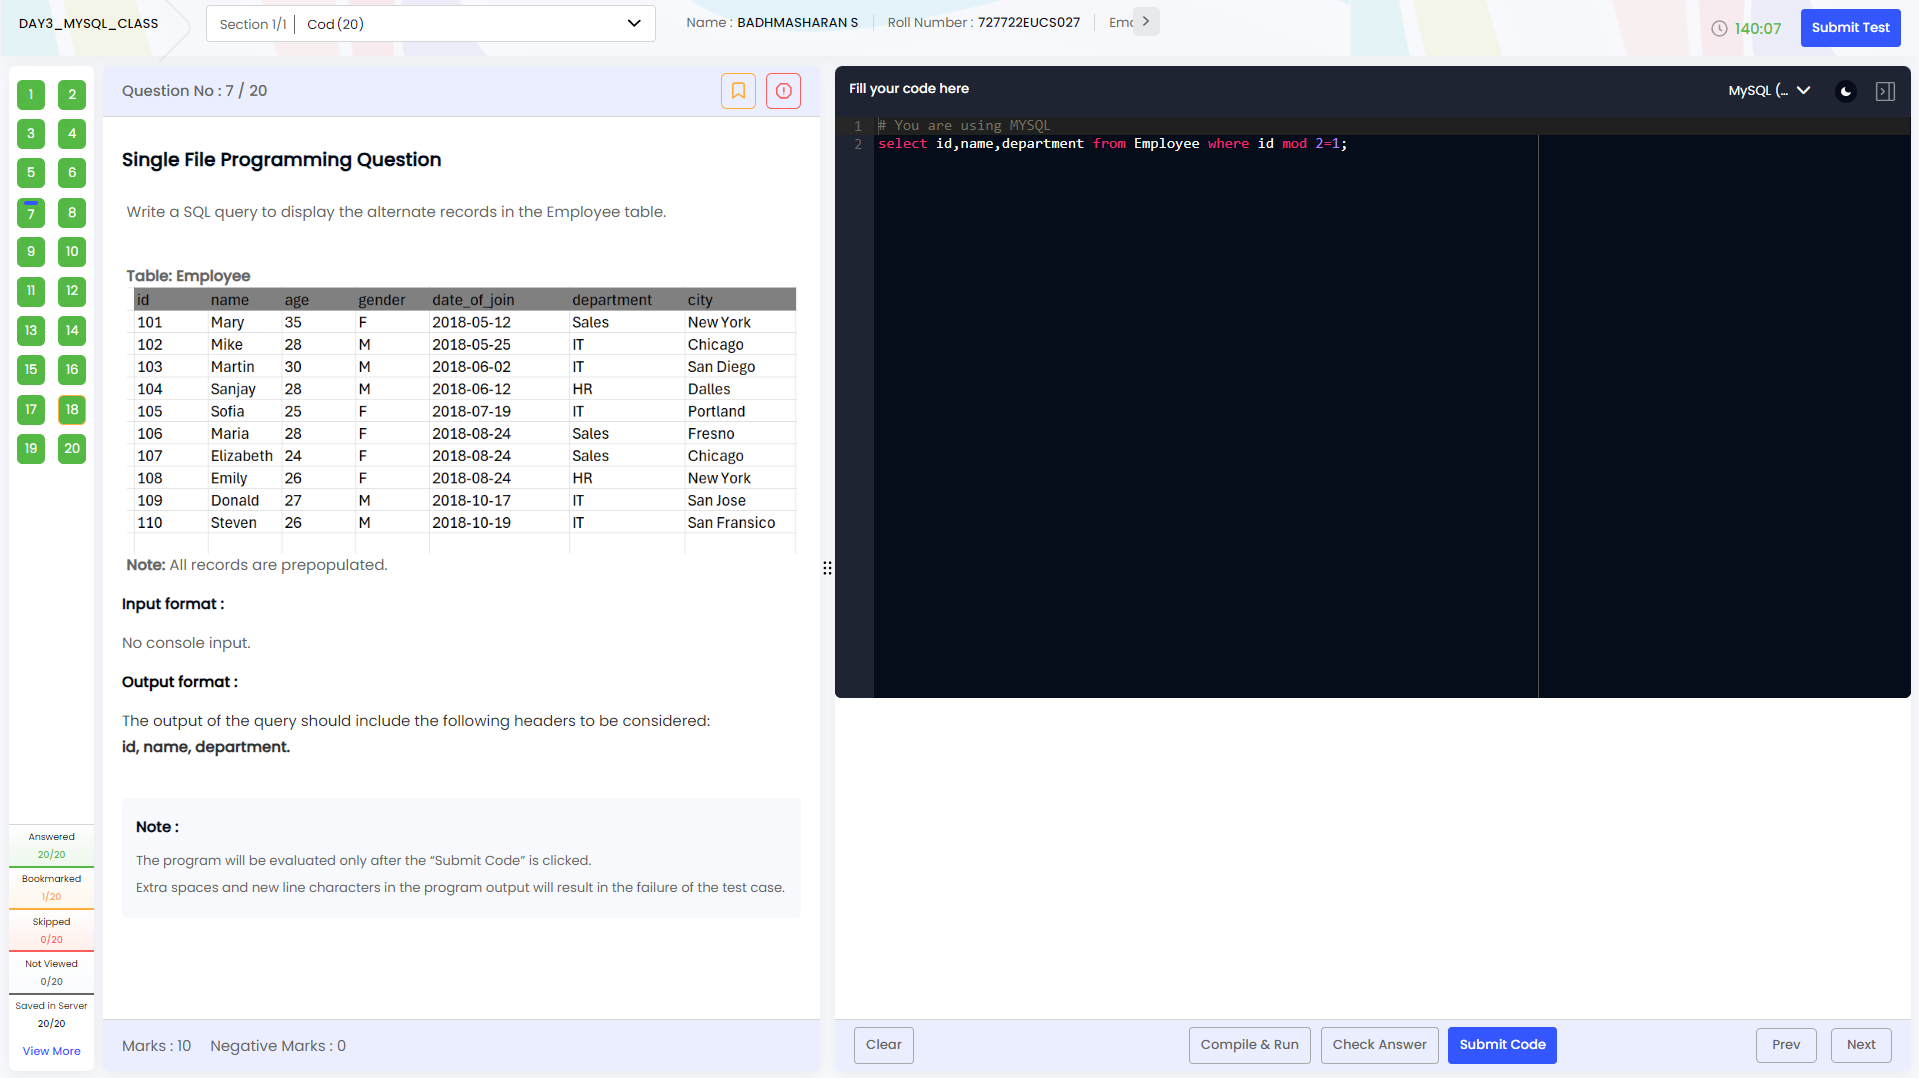 DAY3_MYSQL_CLASS
Section 1/1 | Cod (20)
Name : BADHMASHARAN S
Roll Number : 727722EUCS027
Ema
140:07
Submit Test
1 2
3 4
5 6
7 8
9 10
11 12
13 14
15 16
17 18
19 20
Answered
20/20
Bookmarked
1/20
Skipped
0/20
Not Viewed
0/20
Saved in Server
20/20
View More
Question No : 7 / 20
Single File Programming Question
Write a SQL query to display the alternate records in the Employee table.
Table: Employee
id name age gender date_of_join department city
101 Mary 35 F 2018-05-12 Sales New York
102 Mike 28 M 2018-05-25 IT Chicago
103 Martin 30 M 2018-06-02 IT San Diego
104 Sanjay 28 M 2018-06-12 HR Dalles
105 Sofia 25 F 2018-07-19 IT Portland
106 Maria 28 F 2018-08-24 Sales Fresno
107 Elizabeth 24 F 2018-08-24 Sales Chicago
108 Emily 26 F 2018-08-24 HR New York
109 Donald 27 M 2018-10-17 IT San Jose
110 Steven 26 M 2018-10-19 IT San Fransico
Note: All records are prepopulated.
Input format :
No console input.
Output format :
The output of the query should include the following headers to be considered:
id, name, department.
Note :
The program will be evaluated only after the “Submit Code” is clicked.
Extra spaces and new line characters in the program output will result in the failure of the test case.
Marks : 10 Negative Marks : 0
Fill your code here
MySQL (...
1 # You are using MYSQL
2 select id,name,department from Employee where id mod 2=1;
Clear
Compile & Run
Check Answer
Submit Code
Prev
Next